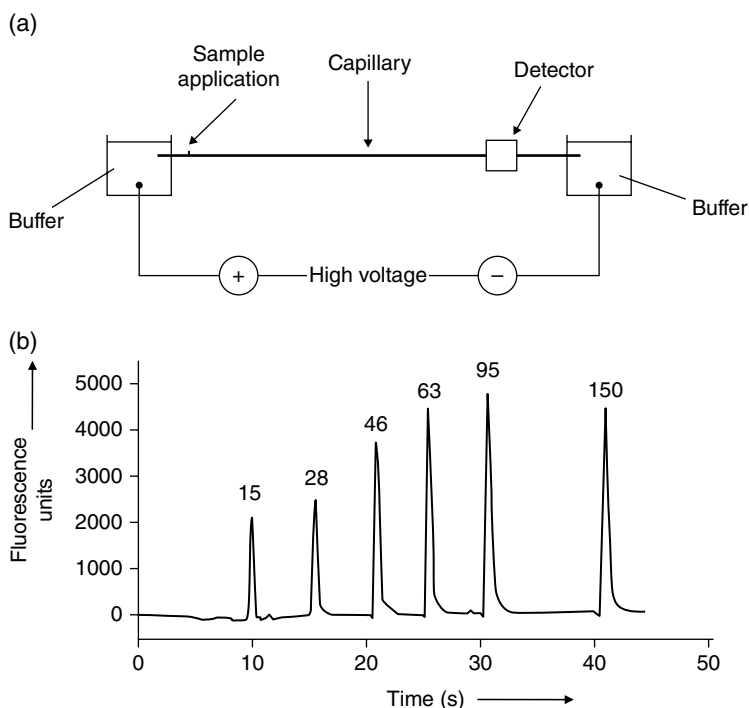 (a)
Sample
application
Capillary
Detector
Buffer
Buffer
+ High voltage −
(b)
Fluorescence
units
5000
4000
3000
2000
1000
0
15
28
46
63
95
150
0 10 20 30 40 50
Time (s)